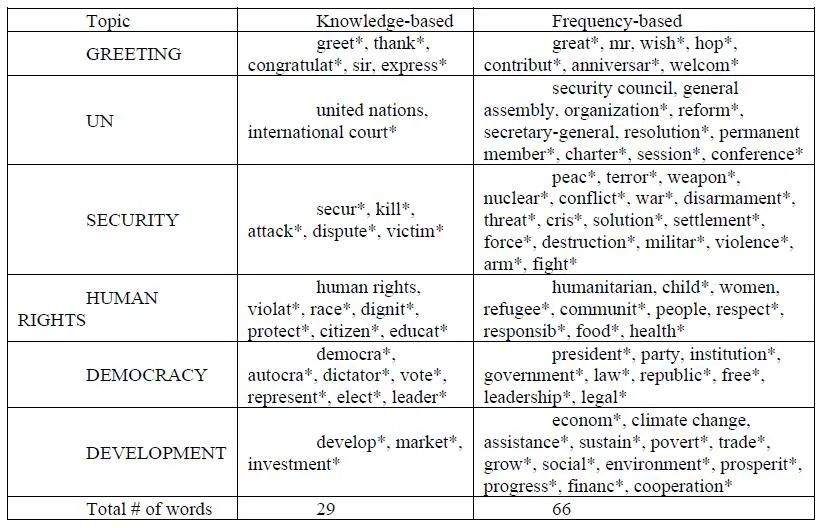 Topic Knowledge-based Frequency-based
GREETING
greet*, thank*,
congratulat*, sir, express*
great*, mr, wish*, hop*,
contribut*, anniversar*, welcom*
UN
united nations,
international court*
security council, general
assembly, organization*, reform*,
secretary-general, resolution*, permanent
member*, charter*, session*, conference*
SECURITY
secur*, kill*,
attack*, dispute*, victim*
peac*, terror*, weapon*,
nuclear*, conflict*, war*, disarmament*,
threat*, cris*, solution*, settlement*,
force*, destruction*, militar*, violence*,
arm*, fight*
HUMAN
RIGHTS
human rights,
violat*, race*, dignit*,
protect*, citizen*, educat*
humanitarian, child*, women,
refugee*, communit*, people, respect*,
responsib*, food*, health*
DEMOCRACY
democra*,
autocra*, dictator*, vote*,
represent*, elect*, leader*
president*, party, institution*,
government*, law*, republic*, free*,
leadership*, legal*
DEVELOPMENT
develop*, market*,
investment*
econom*, climate change,
assistance*, sustain*, povert*, trade*,
grow*, social*, environment*, prosperit*,
progress*, financ*, cooperation*
Total # of words 29 66